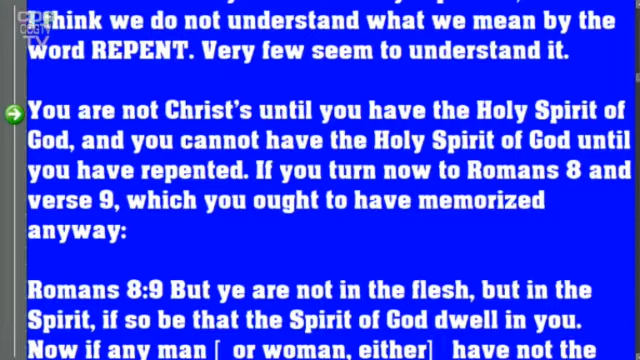 I think we do not understand what we mean by the
word REPENT. Very few seem to understand it.
You are not Christ's until you have the Holy Spirit of
God, and you cannot have the Holy Spirit of God until
you have repented. If you turn now to Romans 8 and
verse 9, which you ought to have memorized
anyway:
Romans 8:9 But ye are not in the flesh, but in the
Spirit, if so be that the Spirit of God dwell in you.
Now if any man [ or woman, either] have not the